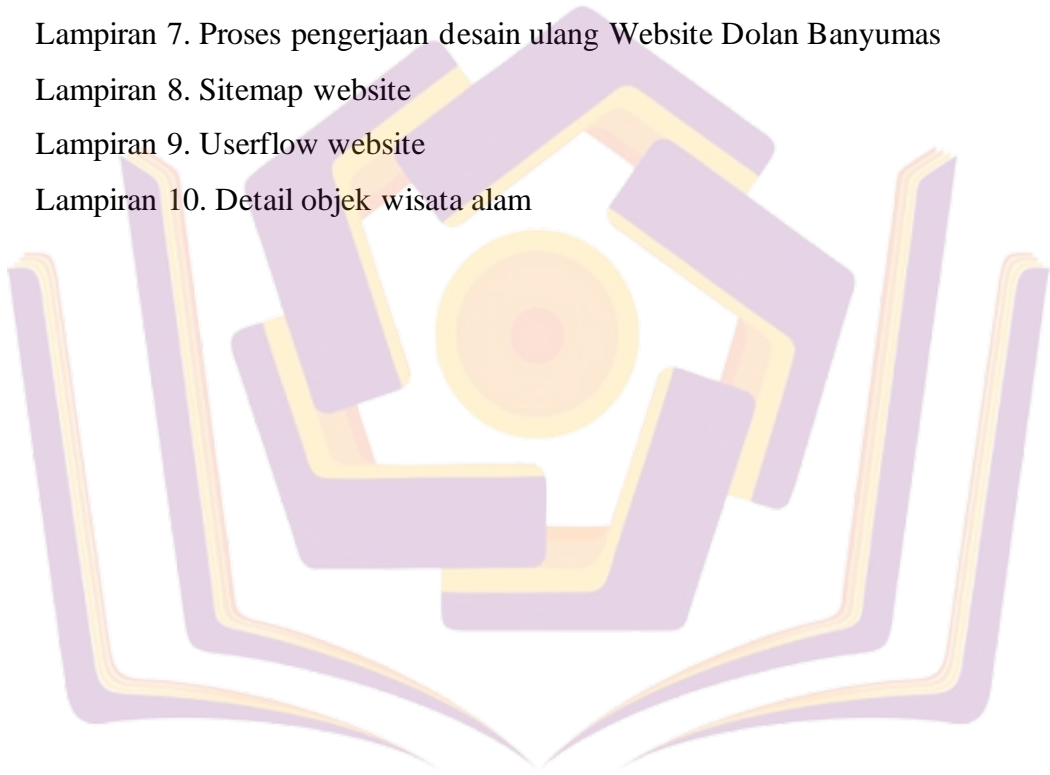 Lampiran 7. Proses pengerjaan desain ulang Website Dolan Banyumas
Lampiran 8. Sitemap website
Lampiran 9. Userflow website
Lampiran 10. Detail objek wisata alam